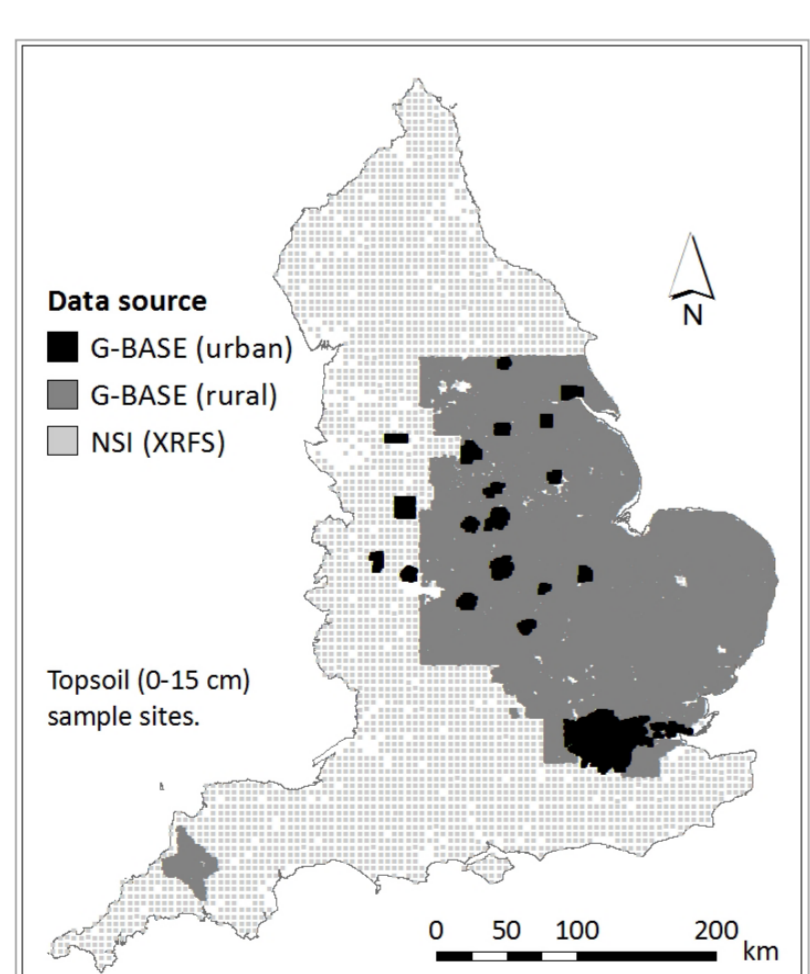 Data source
G-BASE (urban)
G-BASE (rural)
NSI (XRFS)
N
Topsoil (0-15 cm)
sample sites.
0 50 100 200
km